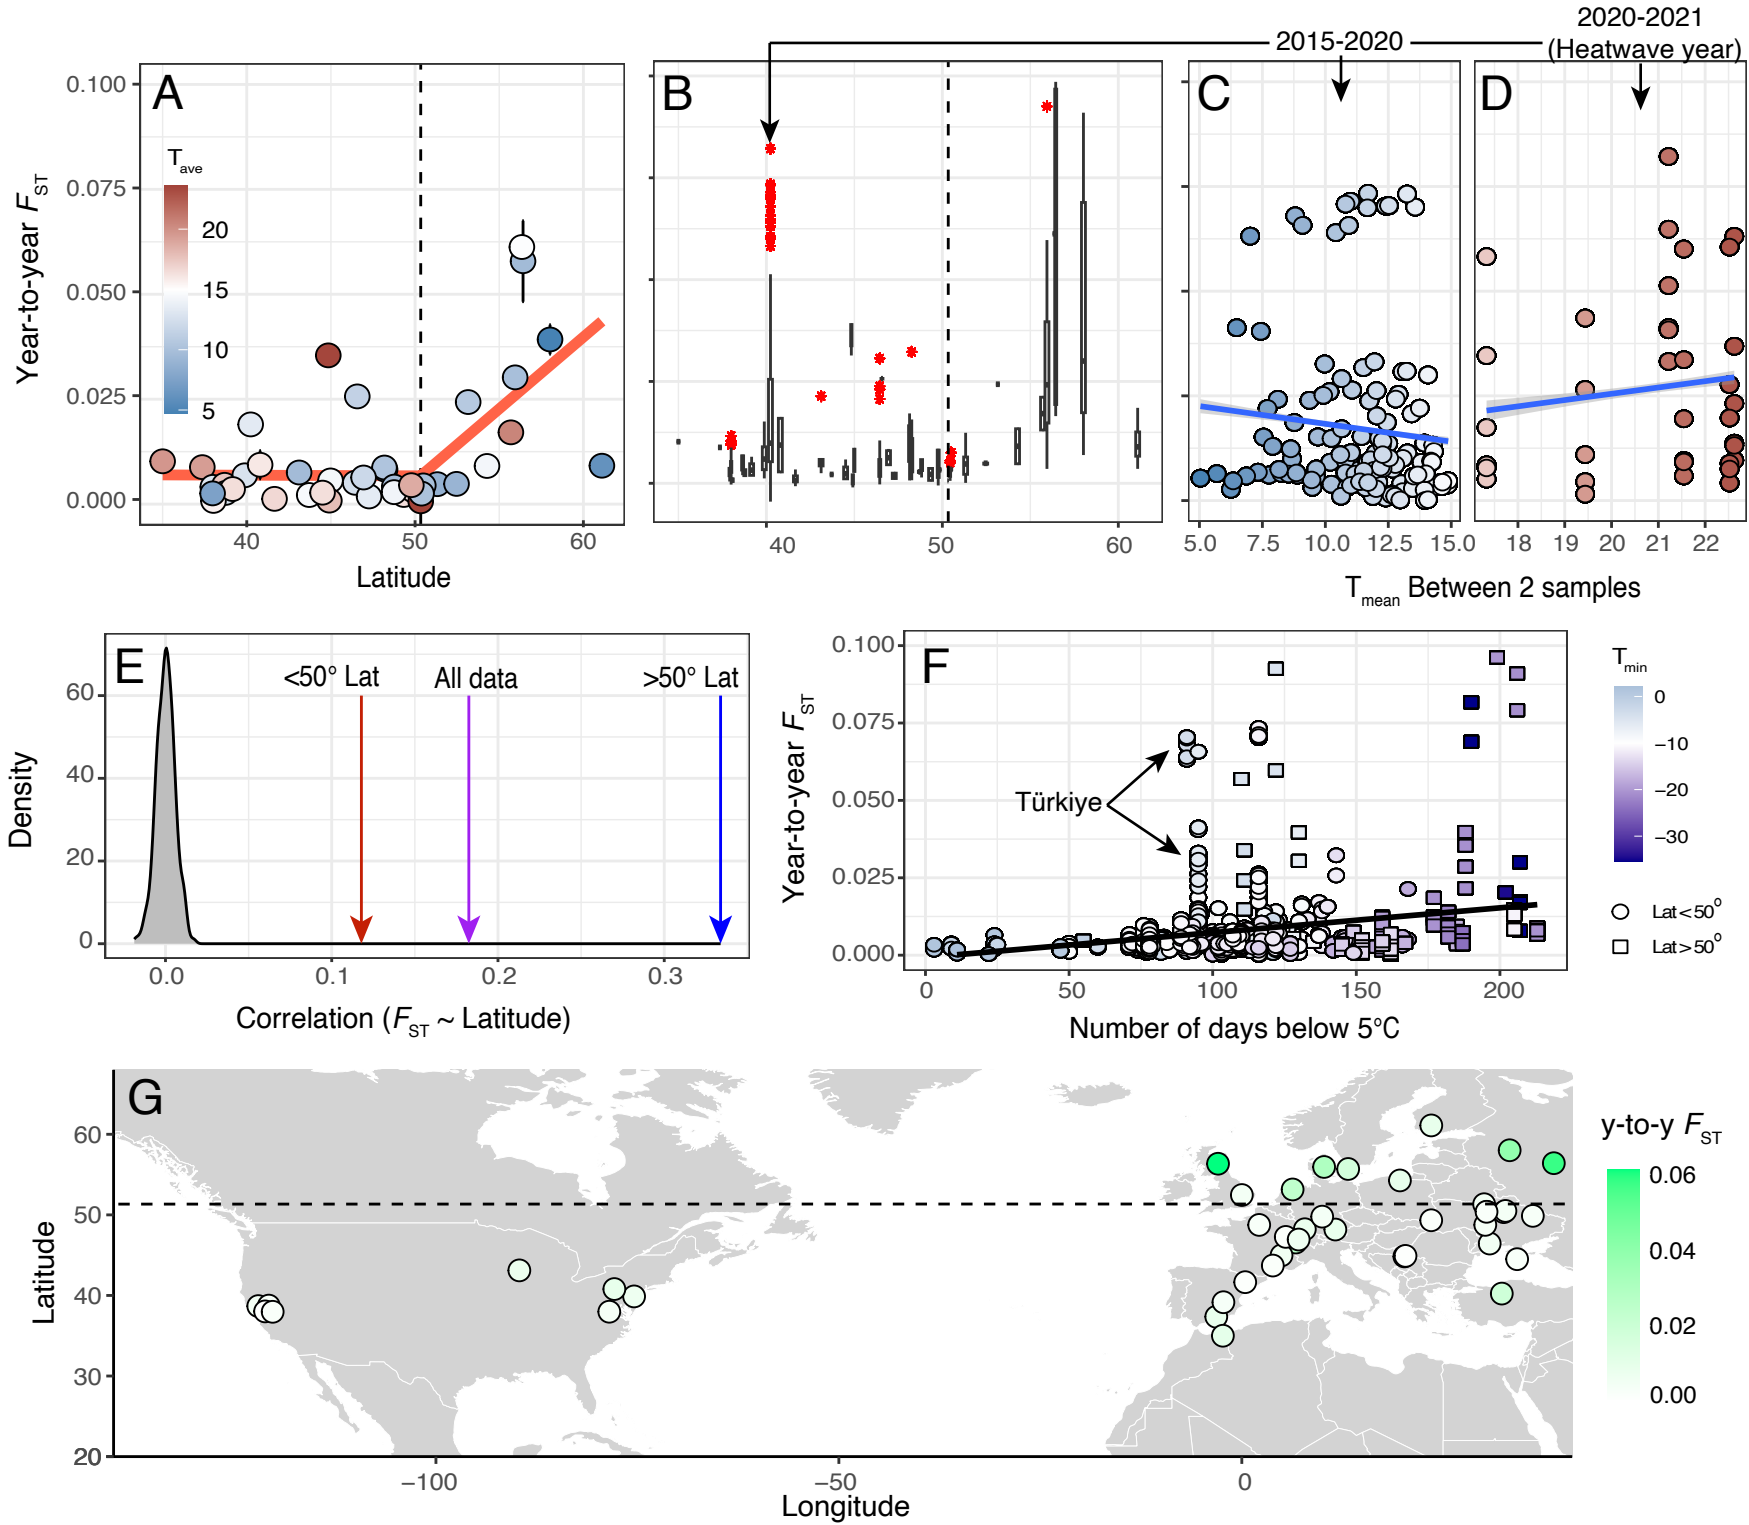 2020-2021
2015-2020
(Heatwave year)
A
B
C
D
Year-to-year FST
0.100
0.075
0.050
0.025
0.000
Tave
20
15
10
5
40
50
60
Latitude
40
50
60
5.0
7.5
10.0
12.5
15.0
18
19
20
21
22
Tmean Between 2 samples
E
<50° Lat
All data
>50° Lat
Density
60
40
20
0
0.0
0.1
0.2
0.3
Correlation (FST ~ Latitude)
F
Year-to-year FST
0.100
0.075
0.050
0.025
0.000
Türkiye
0
50
100
150
200
Number of days below 5°C
Tmin
0
−10
−20
−30
Lat<50°
Lat>50°
G
Latitude
60
50
40
30
20
−100
−50
0
Longitude
y-to-y FST
0.06
0.04
0.02
0.00